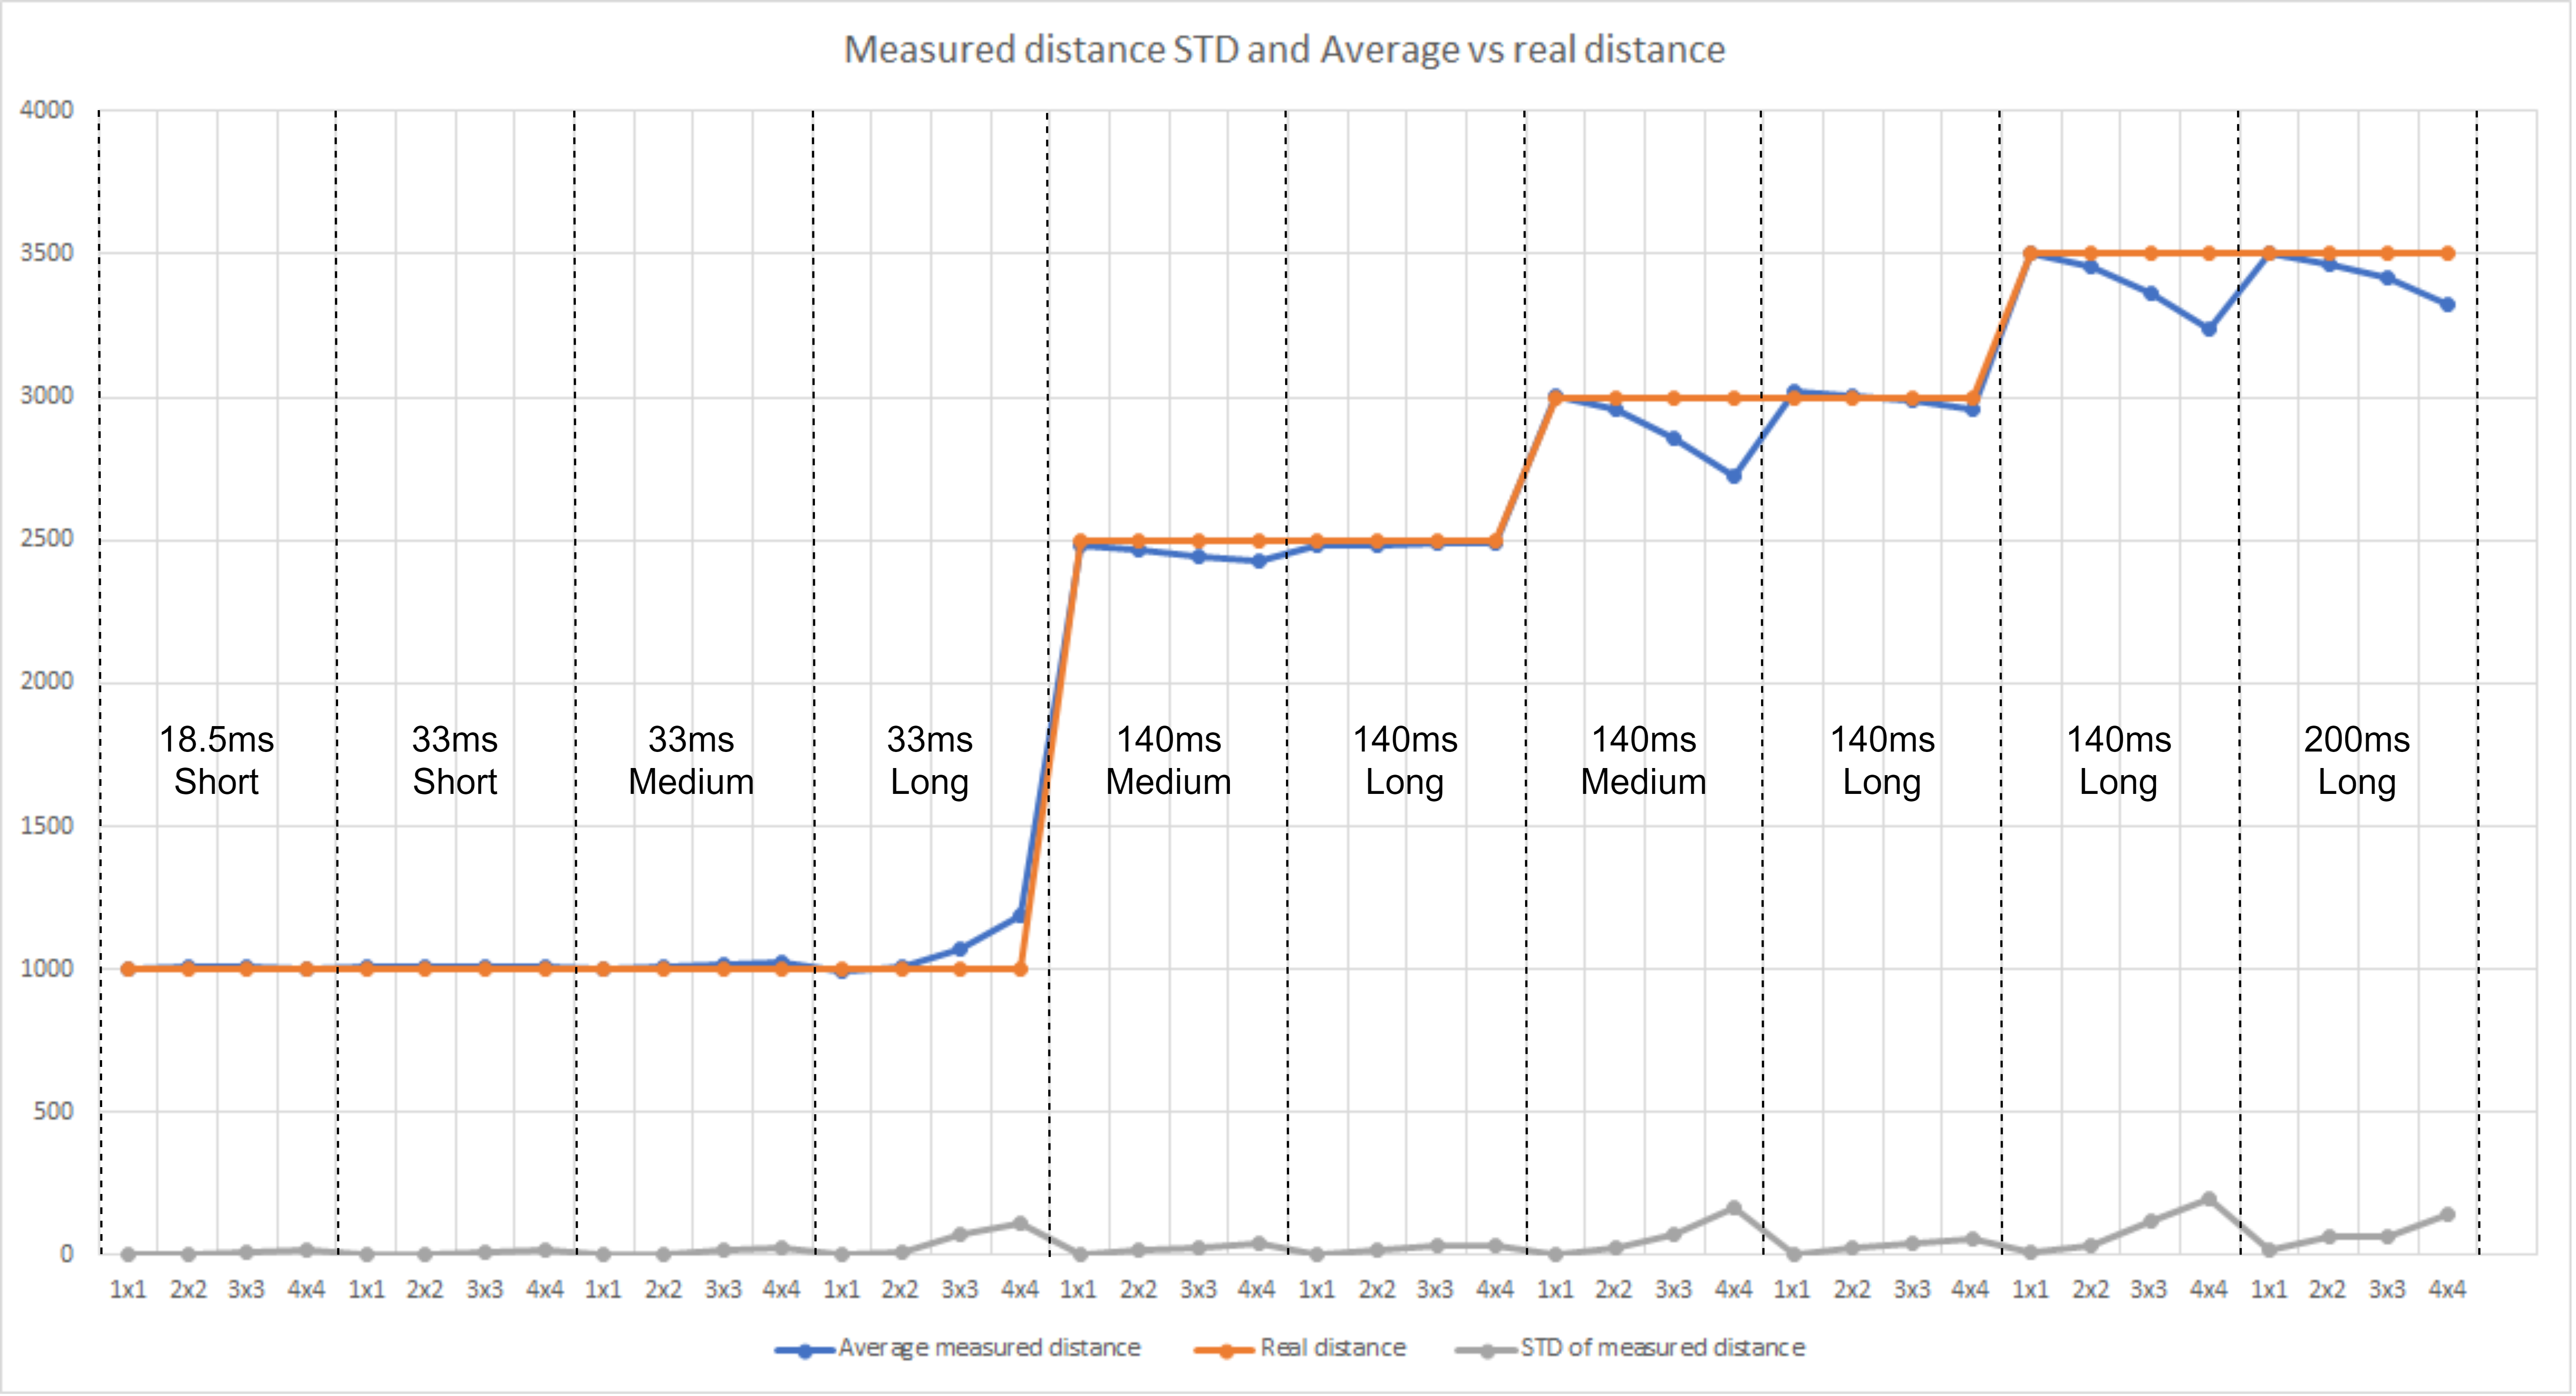 Measured distance STD and Average vs real distance
4000
3500
3000
2500
2000
18.5ms 33ms 33ms 33ms 140ms 140ms 140ms 140ms 140ms 200ms
Short Short Medium Long Medium Long Medium Long Long Long
1500
1000
500
0
1x1 2x2 3x3 4x4 1x1 2x2 3x3 4x4 1x1 2x2 3x3 4x4 1x1 2x2 3x3 4x4 1x1 2x2 3x3 4x4 1x1 2x2 3x3 4x4 1x1 2x2 3x3 4x4 1x1 2x2 3x3 4x4 1x1 2x2 3x3 4x4 1x1 2x2 3x3 4x4
Average measured distance Real distance STD of measured distance